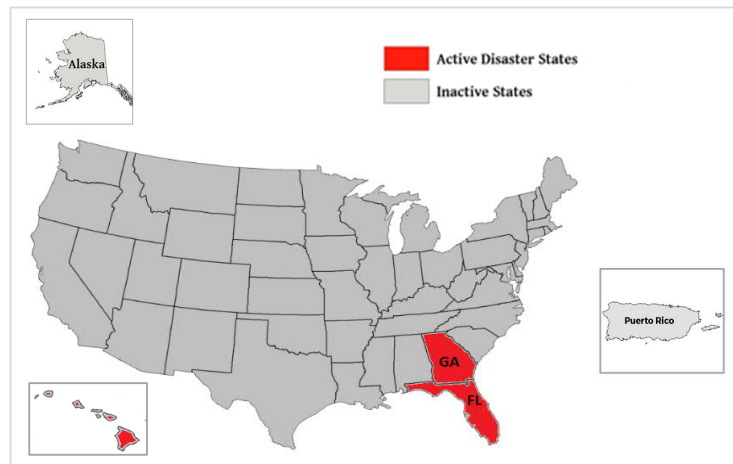 Alaska
Active Disaster States
Inactive States
Puerto Rico
GA
FL